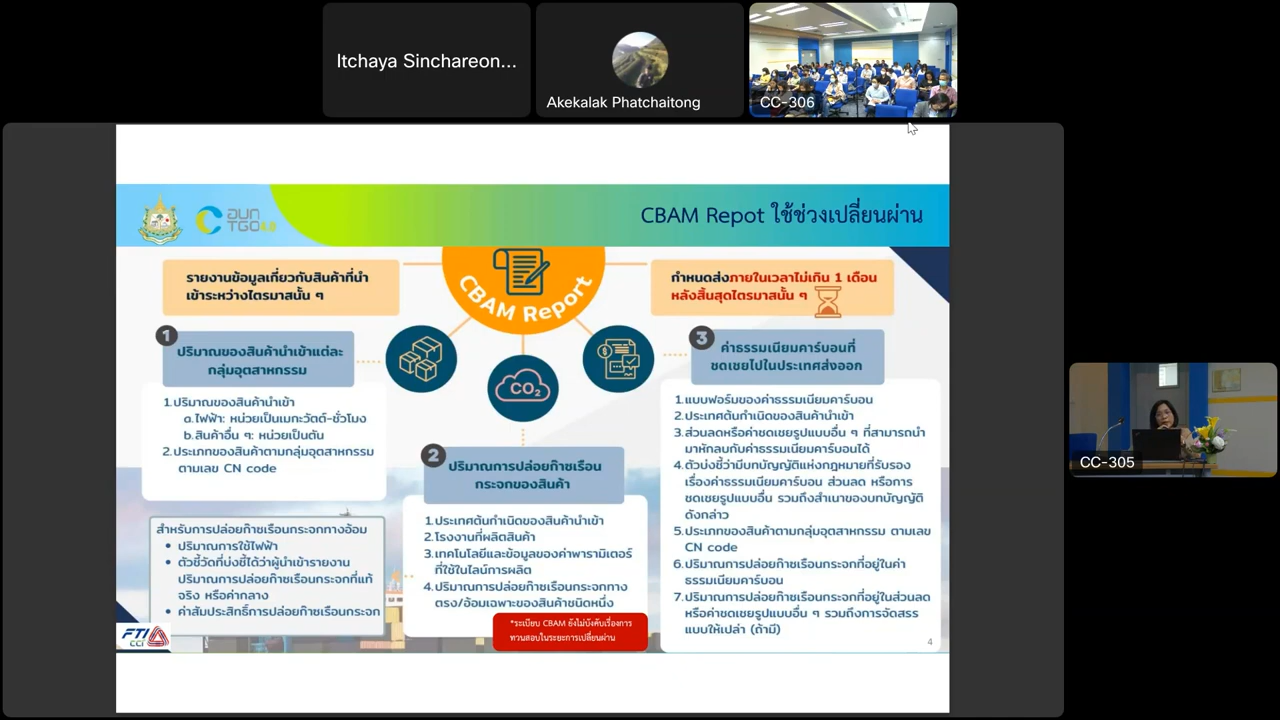 Itchaya Sinchareon...
Akekalak Phatchaitong
CC-306
CBAM Repot ใช้ช่วงเปลี่ยนผ่าน
อบก
TGO
รายงานข้อมูลเกี่ยวกับสินค้าที่นำ
เข้าระหว่างไตรมาสนั้น ๆ
CBAM Report
กำหนดส่งภายในเวลาไม่เกิน 1 เดือน
หลังสิ้นสุดไตรมาสนั้น ๆ
1
ปริมาณของสินค้านำเข้าแต่ละ
กลุ่มอุตสาหกรรม
1.ปริมาณของสินค้านำเข้า
a.ไฟฟ้า: หน่วยเป็นเมกะวัตต์-ชั่วโมง
b.สินค้าอื่น ๆ: หน่วยเป็นตัน
2.ประเภทของสินค้าตามกลุ่มอุตสาหกรรม
ตามเลข CN code
สำหรับการปล่อยก๊าซเรือนกระจกทางอ้อม
• ปริมาณการใช้ไฟฟ้า
• ตัวชี้วัดที่บ่งชี้ได้ว่าผู้นำเข้ารายงาน
ปริมาณการปล่อยก๊าซเรือนกระจกที่แท้
จริง หรือค่ากลาง
• ค่าสัมประสิทธิ์การปล่อยก๊าซเรือนกระจก
FTI
CCI
CO2
2
ปริมาณการปล่อยก๊าซเรือน
กระจกของสินค้า
1.ประเทศต้นกำเนิดของสินค้านำเข้า
2.โรงงานที่ผลิตสินค้า
3.เทคโนโลยีและข้อมูลของค่าพารามิเตอร์
ที่ใช้ในไลน์การผลิต
4.ปริมาณการปล่อยก๊าซเรือนกระจกทาง
ตรง/อ้อมเฉพาะของสินค้าชนิดหนึ่ง
*ระเบียบ CBAM ยังไม่บังคับเรื่องการ
ทวนสอบในระยะการเปลี่ยนผ่าน
3
ค่าธรรมเนียมคาร์บอนที่
ชดเชยไปในประเทศส่งออก
1.แบบฟอร์มของค่าธรรมเนียมคาร์บอน
2.ประเทศต้นกำเนิดของสินค้านำเข้า
3.ส่วนลดหรือค่าชดเชยรูปแบบอื่น ๆ ที่สามารถนำ
มาหักลบกับค่าธรรมเนียมคาร์บอนได้
4.ตัวบ่งชี้ว่ามีบทบัญญัติแห่งกฎหมายที่รับรอง
เรื่องค่าธรรมเนียมคาร์บอน ส่วนลด หรือการ
ชดเชยรูปแบบอื่น รวมถึงสำเนาของบทบัญญัติ
ดังกล่าว
5.ประเภทของสินค้าตามกลุ่มอุตสาหกรรม ตามเลข
CN code
6.ปริมาณการปล่อยก๊าซเรือนกระจกที่อยู่ในค่า
ธรรมเนียมคาร์บอน
7.ปริมาณการปล่อยก๊าซเรือนกระจกที่อยู่ในส่วนลด
หรือค่าชดเชยรูปแบบอื่น ๆ รวมถึงการจัดสรร
แบบให้เปล่า (ถ้ามี)
4
CC-305